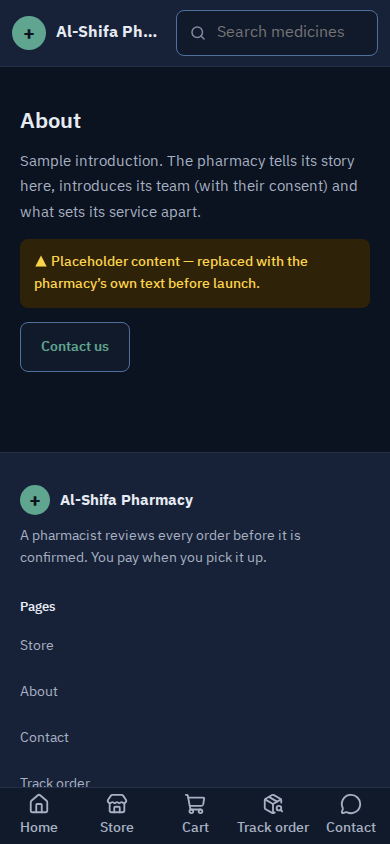 Al-Shifa Ph...
Search medicines
About
Sample introduction. The pharmacy tells its story
here, introduces its team (with their consent) and
what sets its service apart.
▲ Placeholder content — replaced with the
pharmacy's own text before launch.
Contact us
Al-Shifa Pharmacy
A pharmacist reviews every order before it is
confirmed. You pay when you pick it up.
Pages
Store
About
Contact
Track order
Home
Store
Cart
Track order
Contact